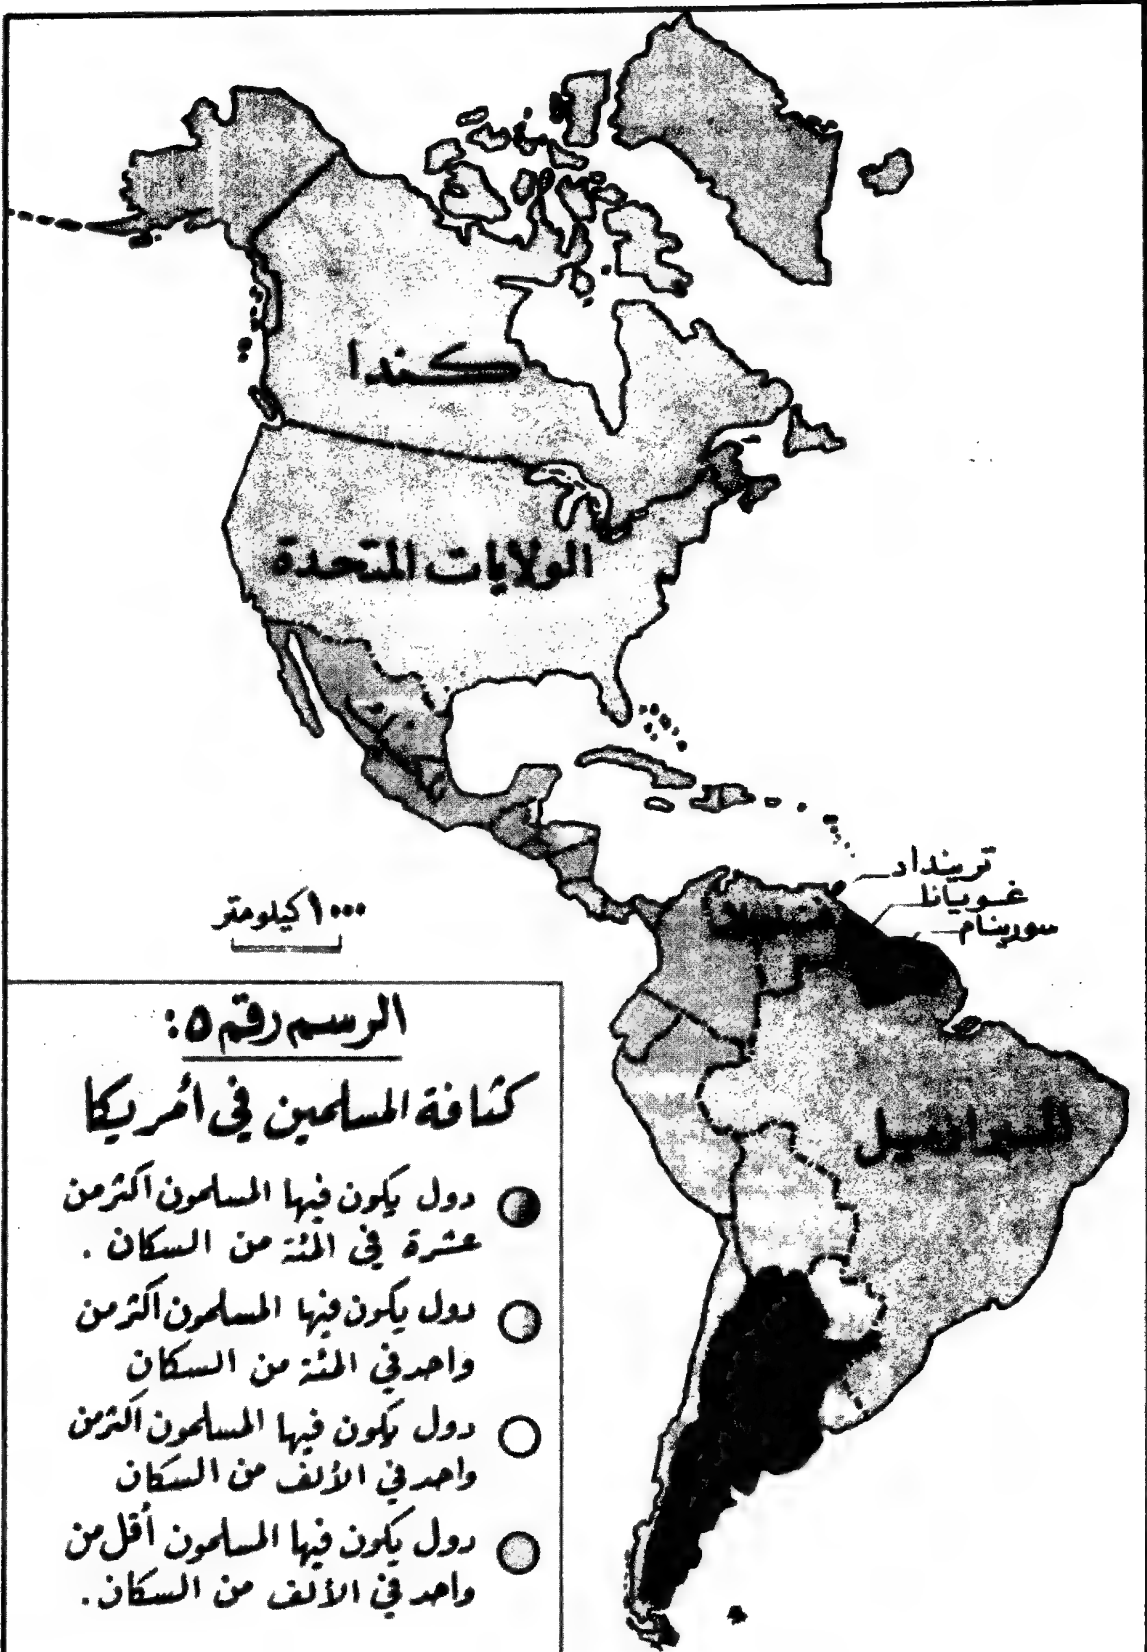 كندا
الولايات المتحدة
ترينداد
غويانا
سورينام
البرازيل
١٠٠٠ كيلومتر
الرسم رقم ٥:
كثافة المسلمين في أمريكا
دول يكون فيها المسلمون أكثر من
عشرة في المئة من السكان .
دول يكون فيها المسلمون أكثر من
واحد في المئة من السكان
دول يكون فيها المسلمون أكثر من
واحد في الألف من السكان
دول يكون فيها المسلمون أقل من
واحد في الألف من السكان .